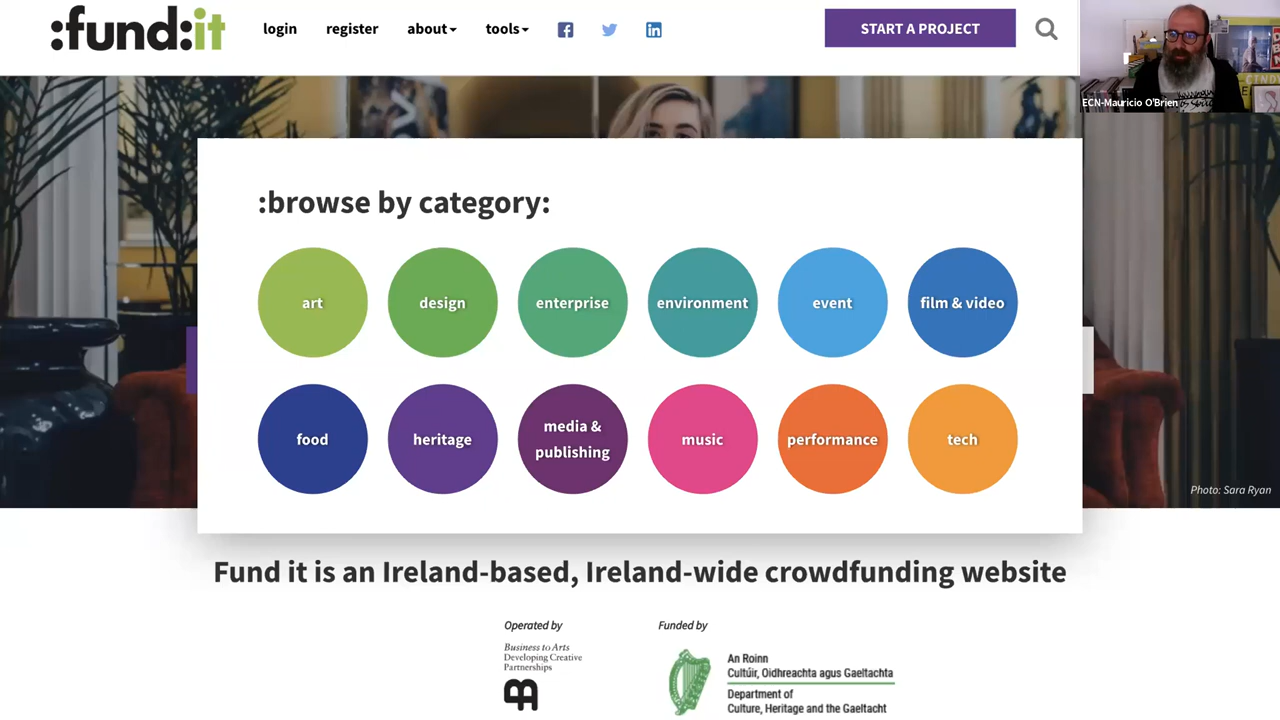 :fund:it
login register about tools START A PROJECT
ECN-Mauricio O'Brien
:browse by category:
art design enterprise environment event film & video
food heritage media & publishing music performance tech
Photo: Sara Ryan
Fund it is an Ireland-based, Ireland-wide crowdfunding website
Operated by
Business to Arts
Developing Creative
Partnerships
Funded by
An Roinn
Cultúir, Oidhreachta agus Gaeltachta
Department of
Culture, Heritage and the Gaeltacht